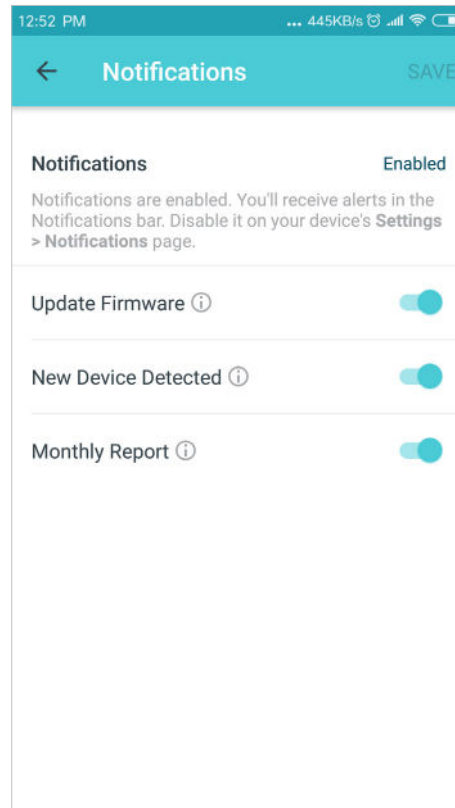 12:52 PM ... 445KB/s
Notifications SAVE
Notifications Enabled
Notifications are enabled. You'll receive alerts in the
Notifications bar. Disable it on your device's Settings
> Notifications page.
Update Firmware
New Device Detected
Monthly Report